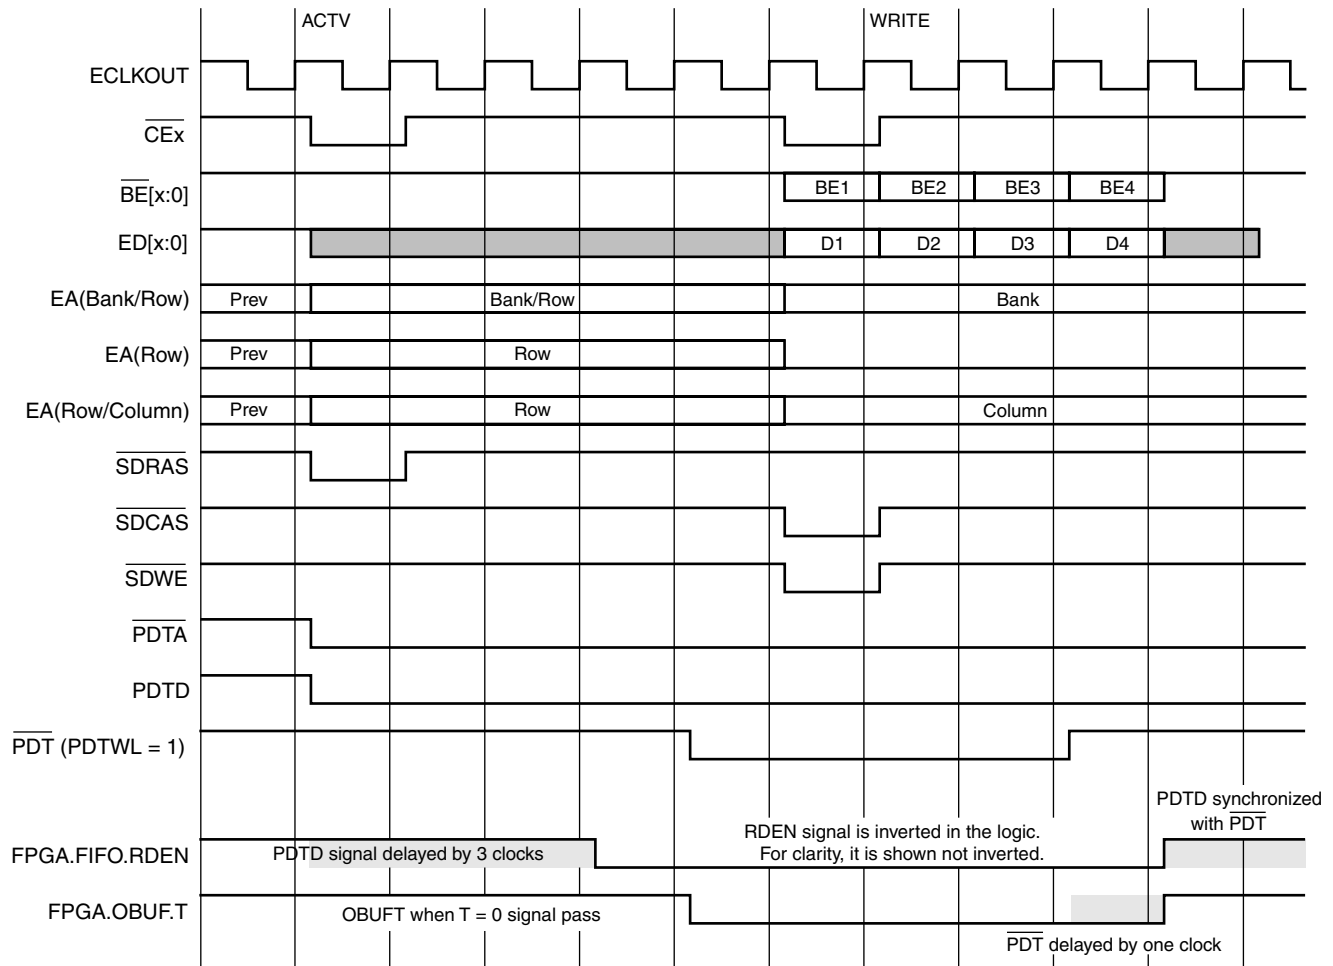 ACTV WRITE
ECLKOUT
CEx
BE[x:0] BE1 BE2 BE3 BE4
ED[x:0] D1 D2 D3 D4
EA(Bank/Row) Prev Bank/Row Bank
EA(Row) Prev Row
EA(Row/Column) Prev Row Column
SDRAS
SDCAS
SDWE
PDTA
PDTD
PDT (PDTWL = 1)
PDTD synchronized
with PDT
RDEN signal is inverted in the logic.
For clarity, it is shown not inverted.
FPGA.FIFO.RDEN PDTD signal delayed by 3 clocks
FPGA.OBUF.T OBUFT when T = 0 signal pass
PDT delayed by one clock